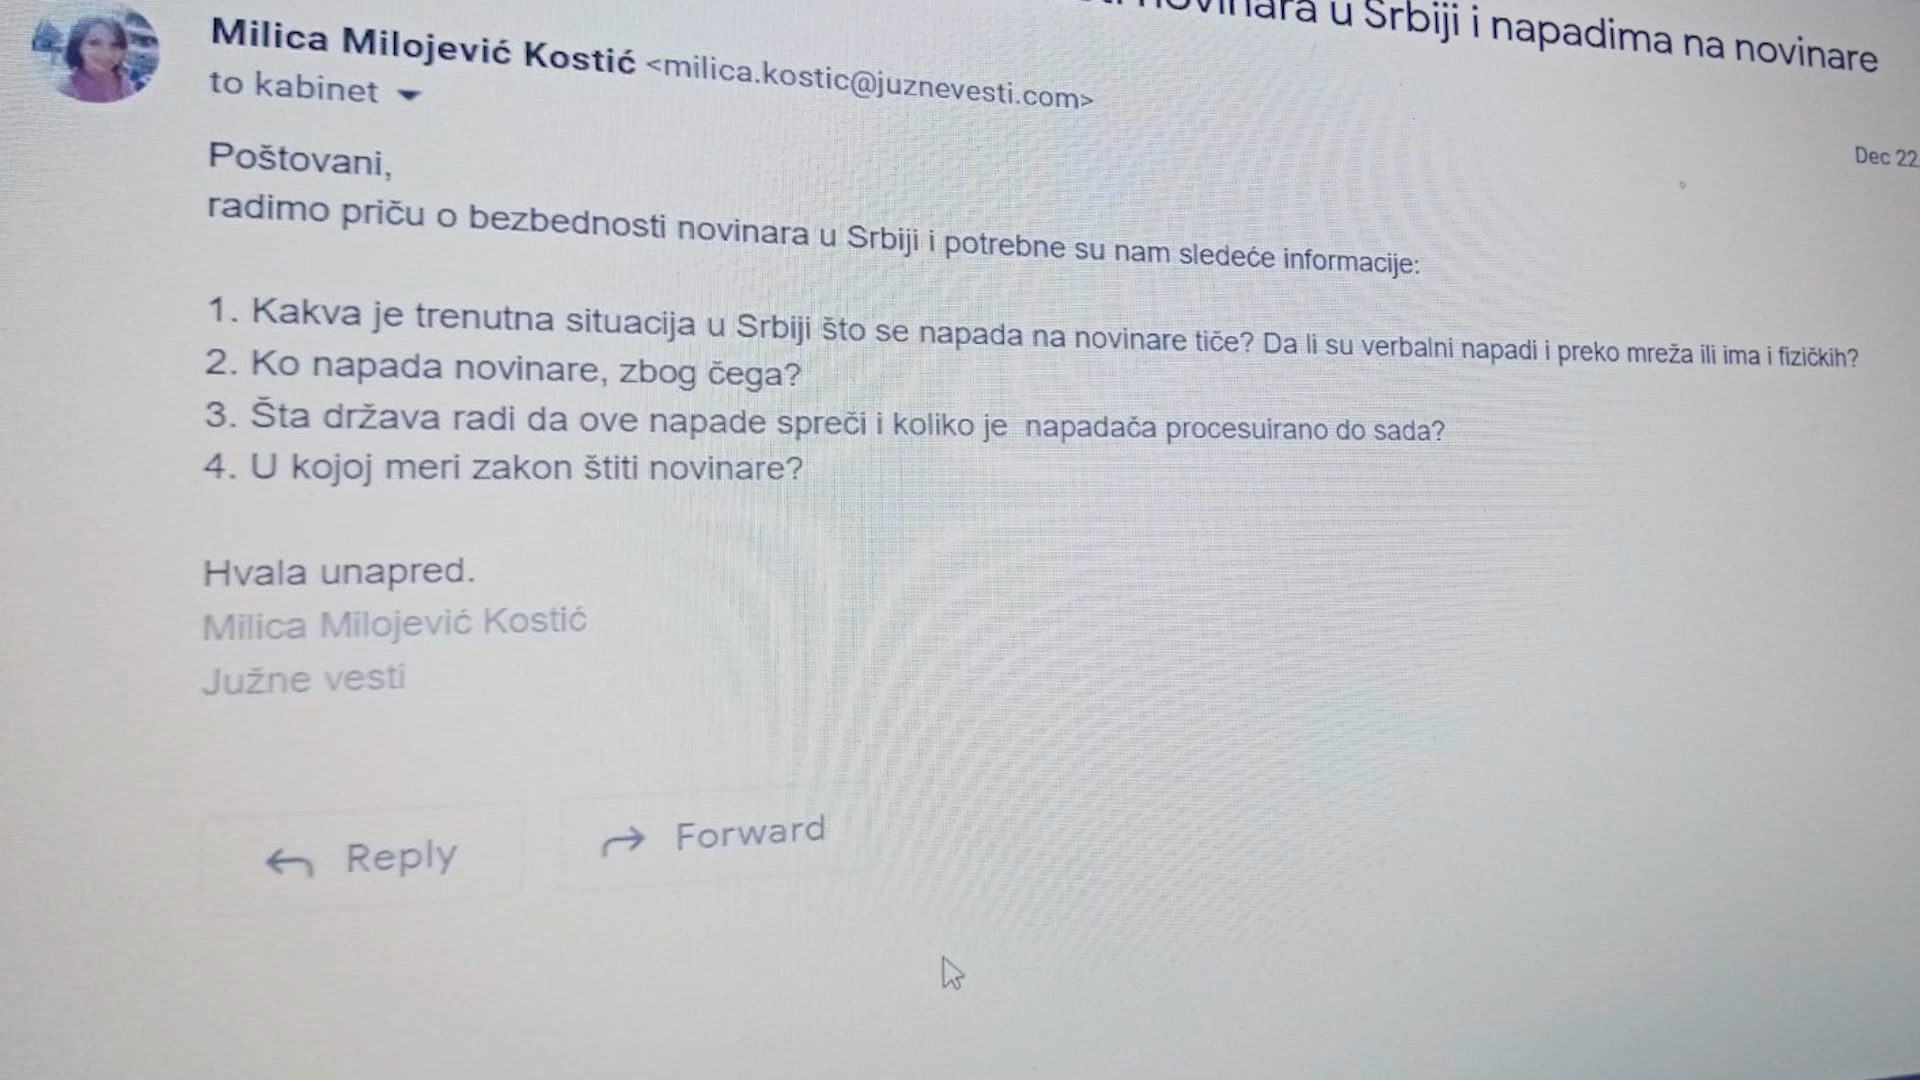 novinara u Srbiji i napadima na novinare
Milica Milojević Kostić <milica.kostic@juznevesti.com>
to kabinet
Dec 22
Poštovani,
radimo priču o bezbednosti novinara u Srbiji i potrebne su nam sledeće informacije:
1. Kakva je trenutna situacija u Srbiji što se napada na novinare tiče? Da li su verbalni napadi i preko mreža ili ima i fizičkih?
2. Ko napada novinare, zbog čega?
3. Šta država radi da ove napade spreči i koliko je napadača procesuirano do sada?
4. U kojoj meri zakon štiti novinare?
Hvala unapred.
Milica Milojević Kostić
Južne vesti
Reply
Forward